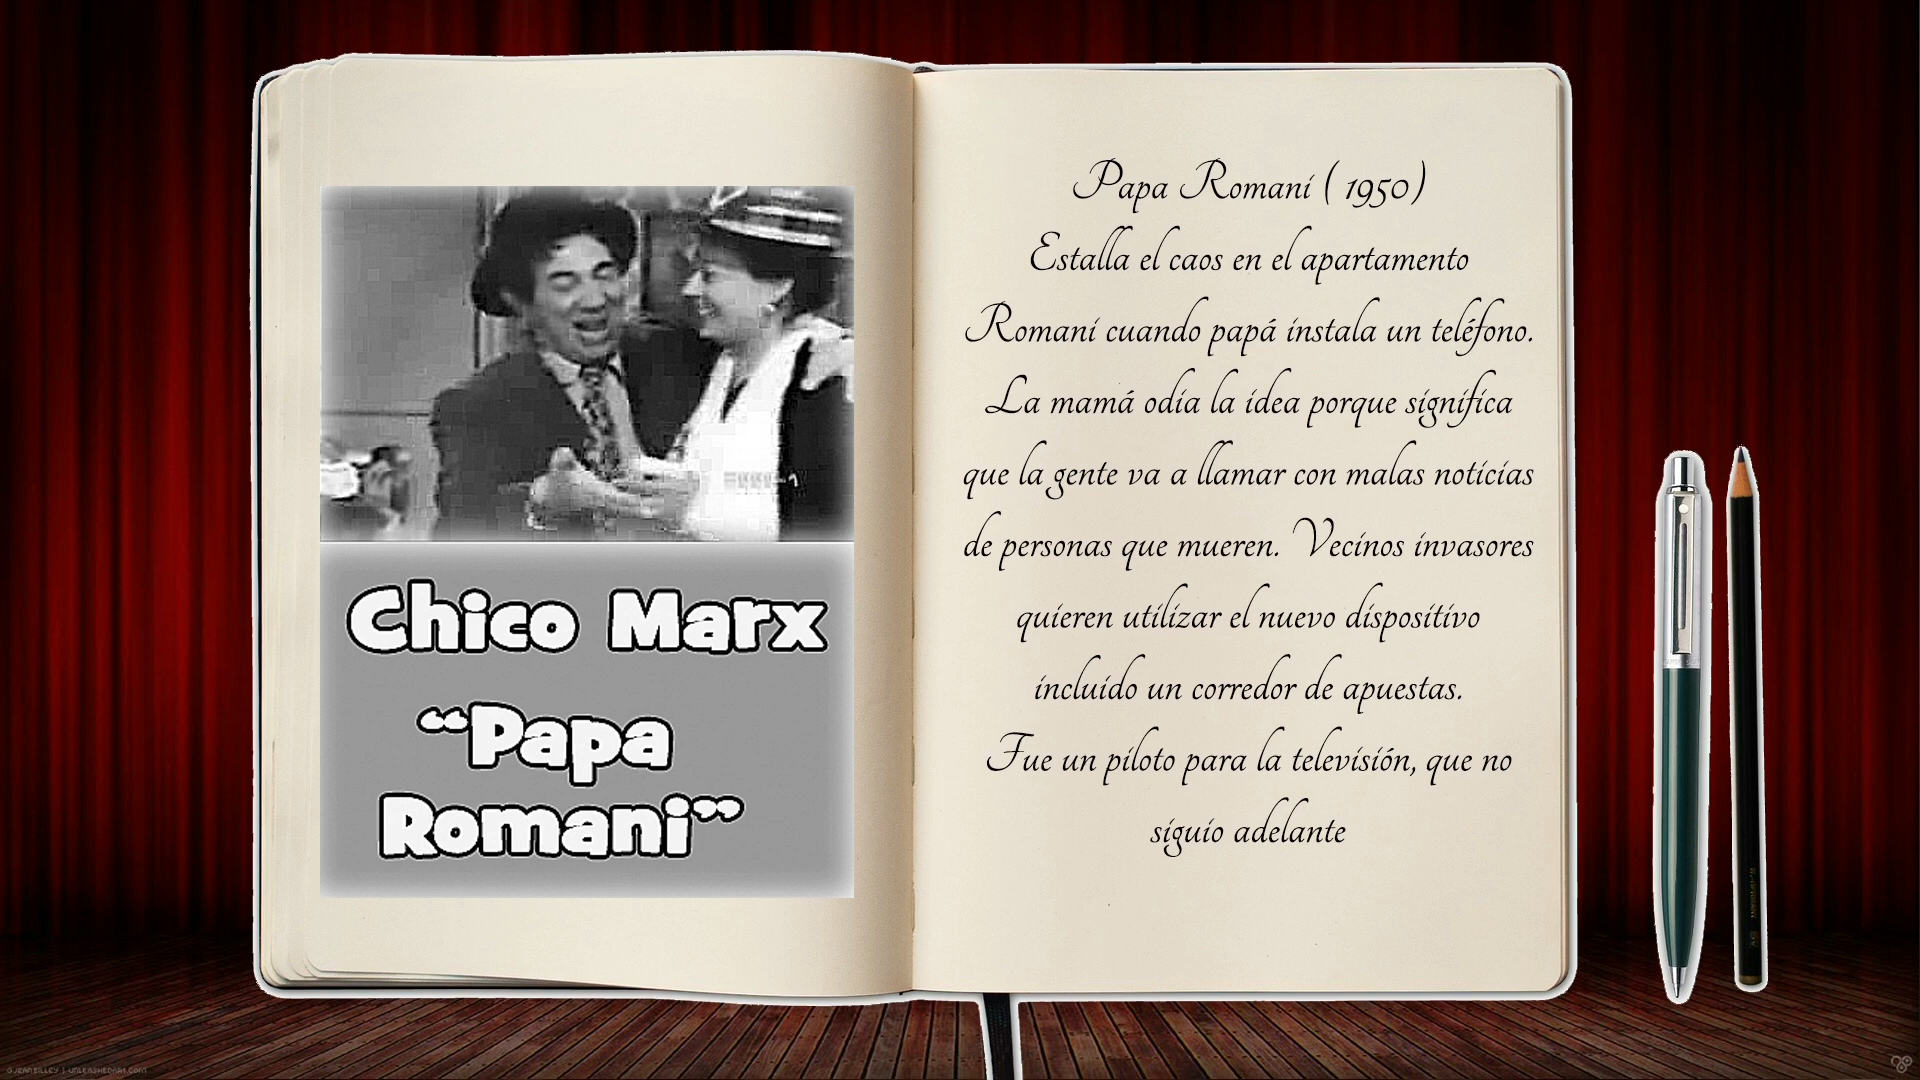 Chico Marx
“Papa
Romani”
Papa Romani ( 1950)
Estalla el caos en el apartamento
Romani cuando papá instala un teléfono.
La mamá odia la idea porque significa
que la gente va a llamar con malas noticias
de personas que mueren. Vecinos invasores
quieren utilizar el nuevo dispositivo
incluido un corredor de apuestas.
Fue un piloto para la televisión, que no
siguio adelante